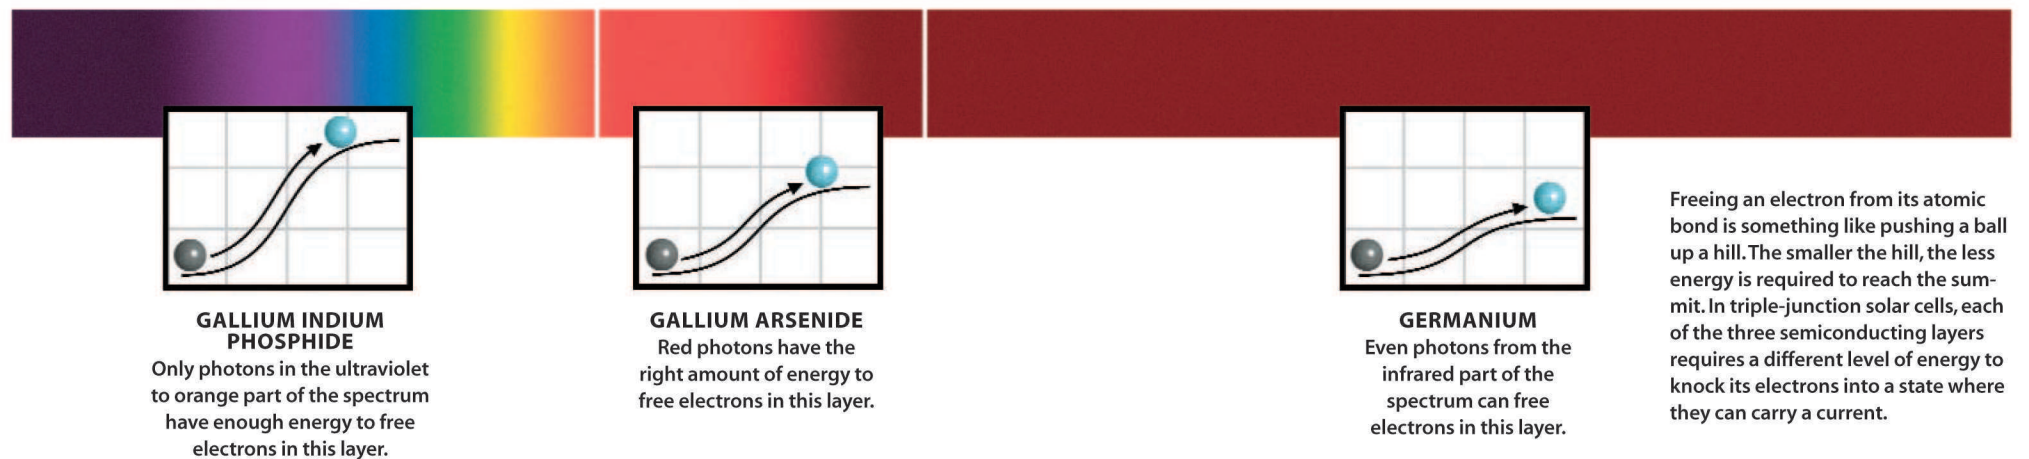 GALLIUM INDIUM
PHOSPHIDE
Only photons in the ultraviolet
to orange part of the spectrum
have enough energy to free
electrons in this layer.
GALLIUM ARSENIDE
Red photons have the
right amount of energy to
free electrons in this layer.
GERMANIUM
Even photons from the
infrared part of the
spectrum can free
electrons in this layer.
Freeing an electron from its atomic
bond is something like pushing a ball
up a hill. The smaller the hill, the less
energy is required to reach the sum-
mit. In triple-junction solar cells, each
of the three semiconducting layers
requires a different level of energy to
knock its electrons into a state where
they can carry a current.